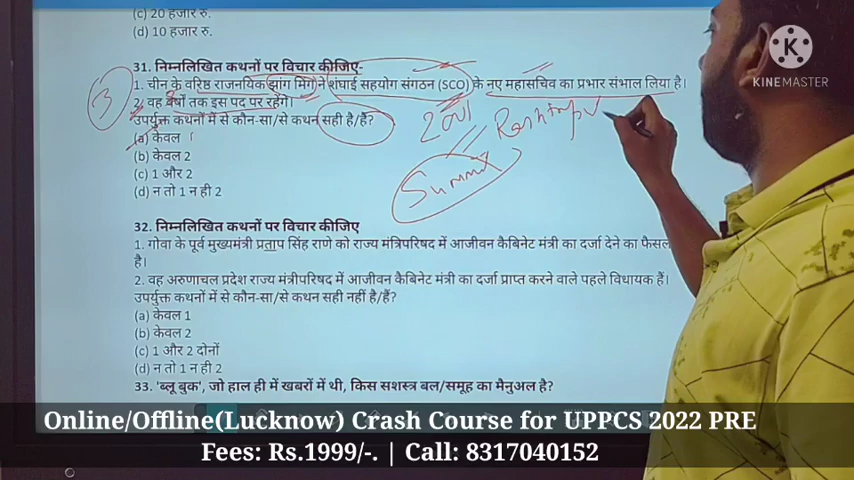 (c) 20 हजार रु.
(d) 10 हजार रु.
31. निम्नलिखित कथनों पर विचार कीजिए-
1. चीन के वरिष्ठ राजनयिक झांग मिंग ने शंघाई सहयोग संगठन (SCO) के नए महासचिव का प्रभार संभाल लिया है।
2. वह वर्षों तक इस पद पर रहेंगे।
3
उपर्युक्त कथनों में से कौन-सा/से कथन सही है/हैं?
2001
(a) केवल 1
(b) केवल 2
Summit
(c) 1 और 2
(d) न तो 1 न ही 2
32. निम्नलिखित कथनों पर विचार कीजिए
1. गोवा के पूर्व मुख्यमंत्री प्रताप सिंह राणे को राज्य मंत्रिपरिषद में आजीवन कैबिनेट मंत्री का दर्जा देने का फैसल
है।
2. वह अरुणाचल प्रदेश राज्य मंत्रीपरिषद में आजीवन कैबिनेट मंत्री का दर्जा प्राप्त करने वाले पहले विधायक हैं।
उपर्युक्त कथनों में से कौन-सा/से कथन सही नहीं है/हैं?
(a) केवल 1
(b) केवल 2
(c) 1 और 2 दोनों
(d) न तो 1 न ही 2
33. 'ब्लू बुक', जो हाल ही में खबरों में थी, किस सशस्त्र बल/समूह का मैनुअल है?
KINEMASTER
Online/Offline(Lucknow) Crash Course for UPPCS 2022 PRE
Fees: Rs.1999/-. | Call: 8317040152